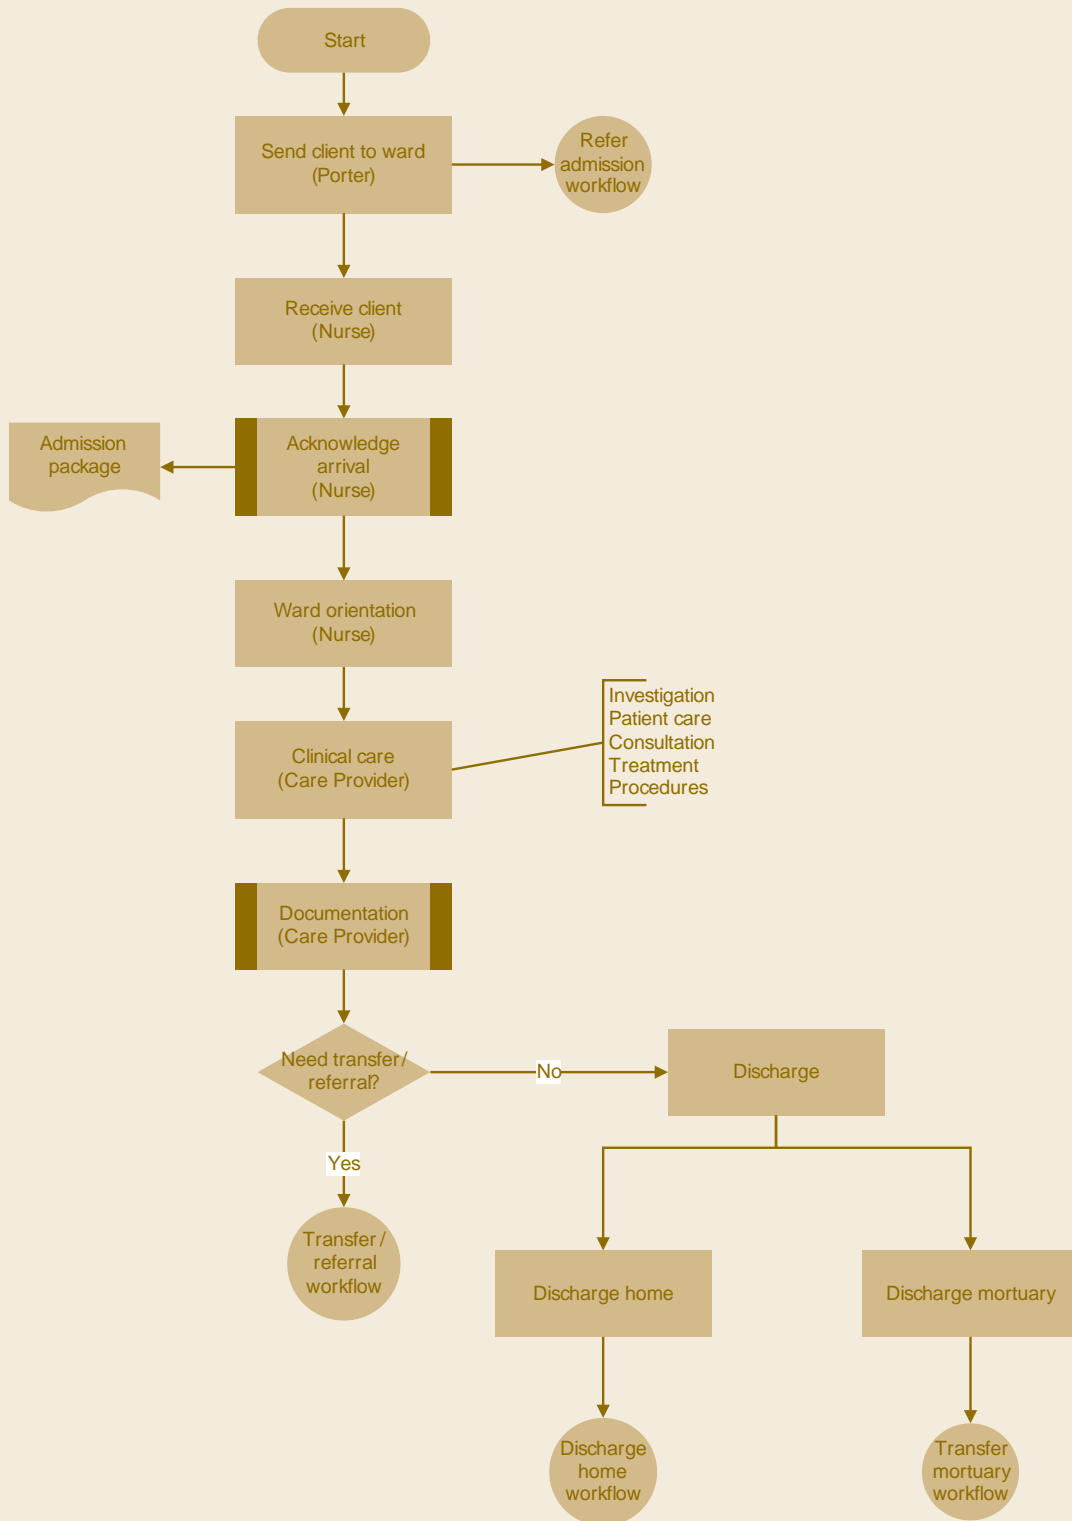 Start
Send client to ward
(Porter)
Refer
admission
workflow
Receive client
(Nurse)
Admission
package
Acknowledge
arrival
(Nurse)
Ward orientation
(Nurse)
Clinical care
(Care Provider)
Investigation
Patient care
Consultation
Treatment
Procedures
Documentation
(Care Provider)
Need transfer/
referral?
No
Discharge
Yes
Transfer/
referral
workflow
Discharge home
Discharge mortuary
Discharge
home
workflow
Transfer
mortuary
workflow